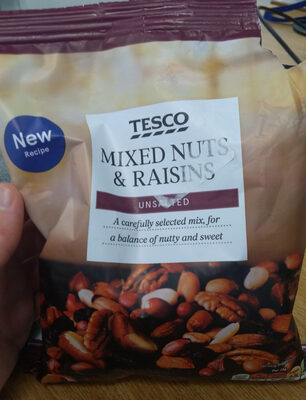 New
Recipe
TESCO
MIXED NUTS
& RAISINS
UNSALTED
A carefully selected mix, for
a balance of nutty and sweet